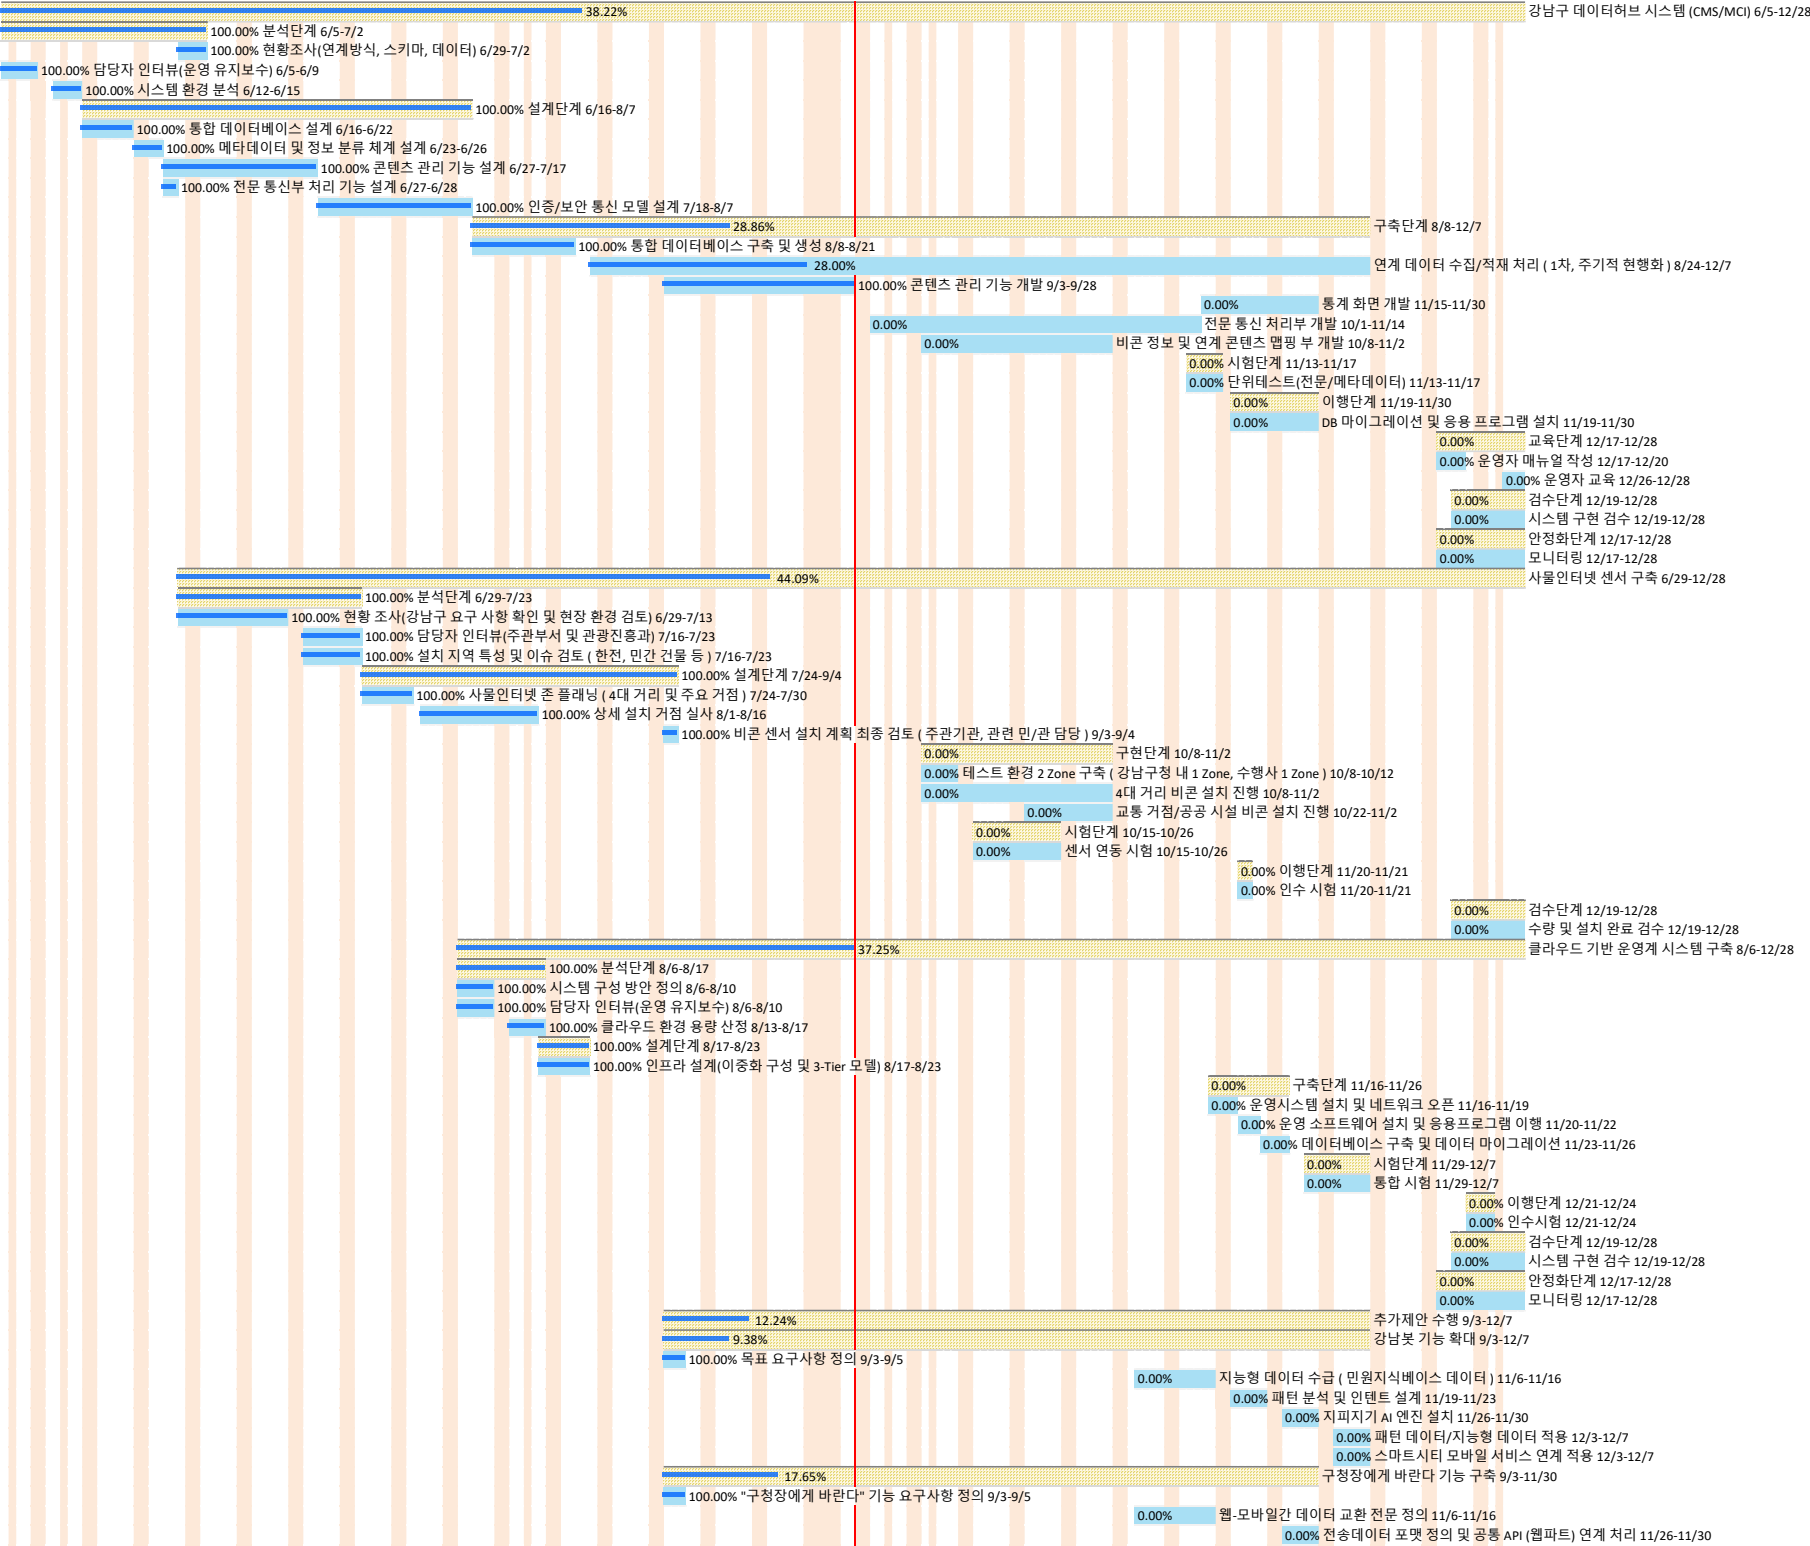 38.22% 강남구 데이터허브 시스템 (CMS/MCI) 6/5-12/28
100.00% 분석단계 6/5-7/2
100.00% 현황조사(연계방식, 스키마, 데이터) 6/29-7/2
100.00% 담당자 인터뷰(운영 유지보수) 6/5-6/9
100.00% 시스템 환경 분석 6/12-6/15
100.00% 설계단계 6/16-8/7
100.00% 통합 데이터베이스 설계 6/16-6/22
100.00% 메타데이터 및 정보 분류 체계 설계 6/23-6/26
100.00% 콘텐츠 관리 기능 설계 6/27-7/17
100.00% 전문 통신부 처리 기능 설계 6/27-6/28
100.00% 인증/보안 통신 모델 설계 7/18-8/7
28.86% 구축단계 8/8-12/7
100.00% 통합 데이터베이스 구축 및 생성 8/8-8/21
28.00% 연계 데이터 수집/적재 처리 ( 1차, 주기적 현행화 ) 8/24-12/7
100.00% 콘텐츠 관리 기능 개발 9/3-9/28
0.00% 통계 화면 개발 11/15-11/30
0.00% 전문 통신 처리부 개발 10/1-11/14
0.00% 비콘 정보 및 연계 콘텐츠 맵핑 부 개발 10/8-11/2
0.00% 시험단계 11/13-11/17
0.00% 단위테스트(전문/메타데이터) 11/13-11/17
0.00% 이행단계 11/19-11/30
0.00% DB 마이그레이션 및 응용 프로그램 설치 11/19-11/30
0.00% 교육단계 12/17-12/28
0.00% 운영자 매뉴얼 작성 12/17-12/20
0.00% 운영자 교육 12/26-12/28
0.00% 검수단계 12/19-12/28
0.00% 시스템 구현 검수 12/19-12/28
0.00% 안정화단계 12/17-12/28
0.00% 모니터링 12/17-12/28
44.09% 사물인터넷 센서 구축 6/29-12/28
100.00% 분석단계 6/29-7/23
100.00% 현황 조사(강남구 요구 사항 확인 및 현장 환경 검토) 6/29-7/13
100.00% 담당자 인터뷰(주관부서 및 관광진흥과) 7/16-7/23
100.00% 설치 지역 특성 및 이슈 검토 ( 한전, 민간 건물 등 ) 7/16-7/23
100.00% 설계단계 7/24-9/4
100.00% 사물인터넷 존 플래닝 ( 4대 거리 및 주요 거점 ) 7/24-7/30
100.00% 상세 설치 거점 실사 8/1-8/16
100.00% 비콘 센서 설치 계획 최종 검토 ( 주관기관, 관련 민/관 담당 ) 9/3-9/4
0.00% 구현단계 10/8-11/2
0.00% 테스트 환경 2 Zone 구축 ( 강남구청 내 1 Zone, 수행사 1 Zone ) 10/8-10/12
0.00% 4대 거리 비콘 설치 진행 10/8-11/2
0.00% 교통 거점/공공 시설 비콘 설치 진행 10/22-11/2
0.00% 시험단계 10/15-10/26
0.00% 센서 연동 시험 10/15-10/26
0.00% 이행단계 11/20-11/21
0.00% 인수 시험 11/20-11/21
0.00% 검수단계 12/19-12/28
0.00% 수량 및 설치 완료 검수 12/19-12/28
37.25% 클라우드 기반 운영계 시스템 구축 8/6-12/28
100.00% 분석단계 8/6-8/17
100.00% 시스템 구성 방안 정의 8/6-8/10
100.00% 담당자 인터뷰(운영 유지보수) 8/6-8/10
100.00% 클라우드 환경 용량 산정 8/13-8/17
100.00% 설계단계 8/17-8/23
100.00% 인프라 설계(이중화 구성 및 3-Tier 모델) 8/17-8/23
0.00% 구축단계 11/16-11/26
0.00% 운영시스템 설치 및 네트워크 오픈 11/16-11/19
0.00% 운영 소프트웨어 설치 및 응용프로그램 이행 11/20-11/22
0.00% 데이터베이스 구축 및 데이터 마이그레이션 11/23-11/26
0.00% 시험단계 11/29-12/7
0.00% 통합 시험 11/29-12/7
0.00% 이행단계 12/21-12/24
0.00% 인수시험 12/21-12/24
0.00% 검수단계 12/19-12/28
0.00% 시스템 구현 검수 12/19-12/28
0.00% 안정화단계 12/17-12/28
0.00% 모니터링 12/17-12/28
12.24% 추가제안 수행 9/3-12/7
9.38% 강남봇 기능 확대 9/3-12/7
100.00% 목표 요구사항 정의 9/3-9/5
0.00% 지능형 데이터 수급 ( 민원지식베이스 데이터 ) 11/6-11/16
0.00% 패턴 분석 및 인텐트 설계 11/19-11/23
0.00% 지피지기 AI 엔진 설치 11/26-11/30
0.00% 패턴 데이터/지능형 데이터 적용 12/3-12/7
0.00% 스마트시티 모바일 서비스 연계 적용 12/3-12/7
17.65% 구청장에게 바란다 기능 구축 9/3-11/30
100.00% "구청장에게 바란다" 기능 요구사항 정의 9/3-9/5
0.00% 웹-모바일간 데이터 교환 전문 정의 11/6-11/16
0.00% 전송데이터 포맷 정의 및 공통 API (웹파트) 연계 처리 11/26-11/30